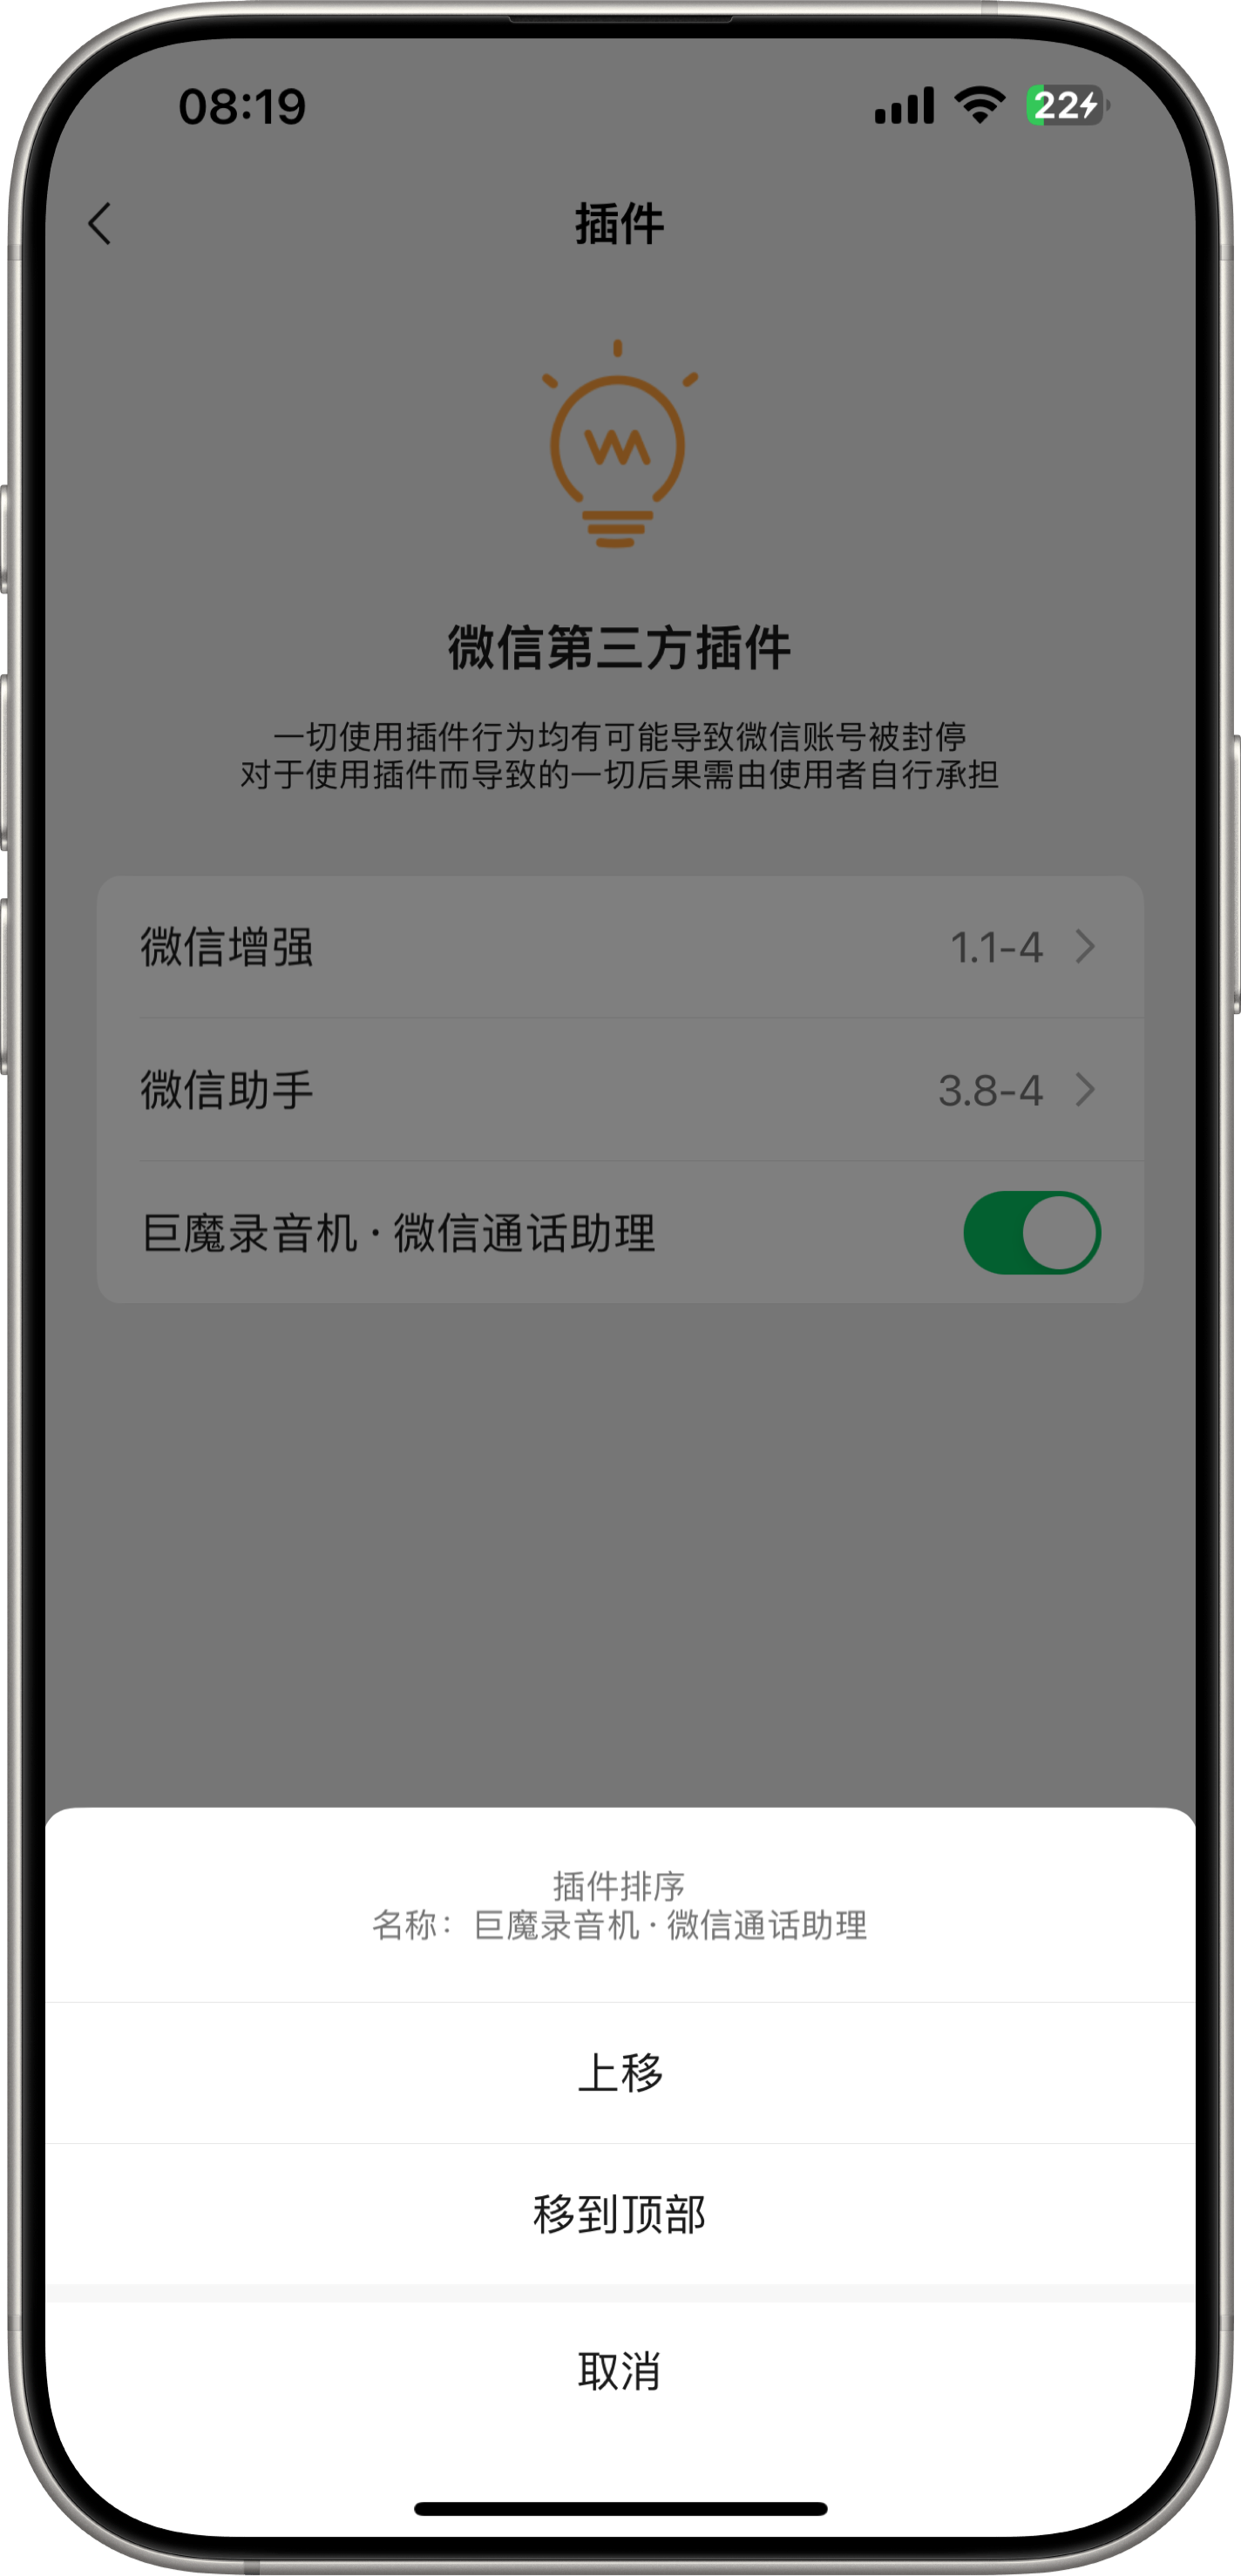 08:19
22
插件
微信第三方插件
一切使用插件行为均有可能导致微信账号被封停
对于使用插件而导致的一切后果需由使用者自行承担
微信增强 1.1-4
微信助手 3.8-4
巨魔录音机 · 微信通话助理
插件排序
名称：巨魔录音机 · 微信通话助理
上移
移到顶部
取消